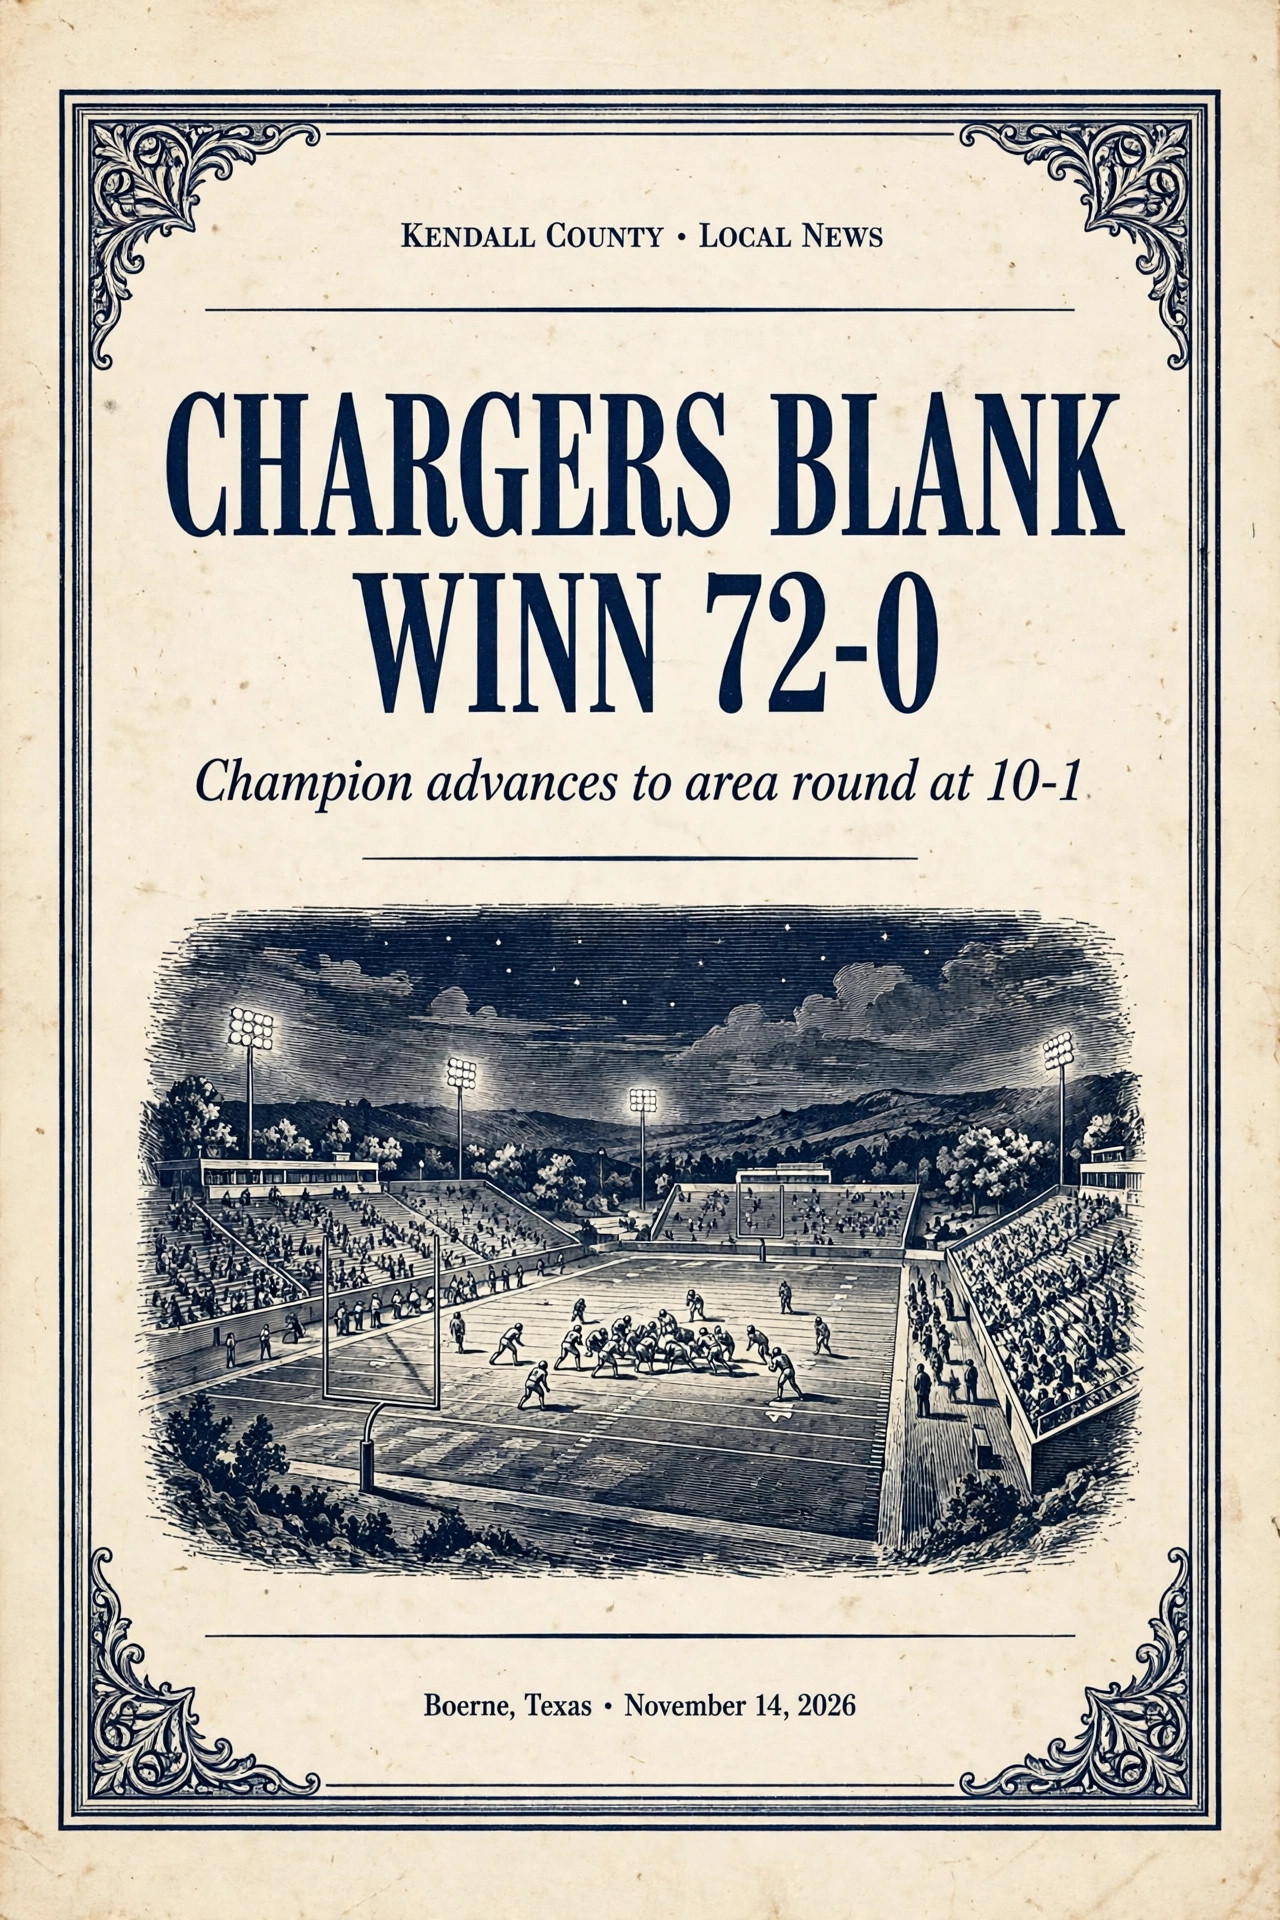 Kendall County • Local News
CHARGERS BLANK
WINN 72-0
Champion advances to area round at 10-1
Boerne, Texas • November 14, 2026